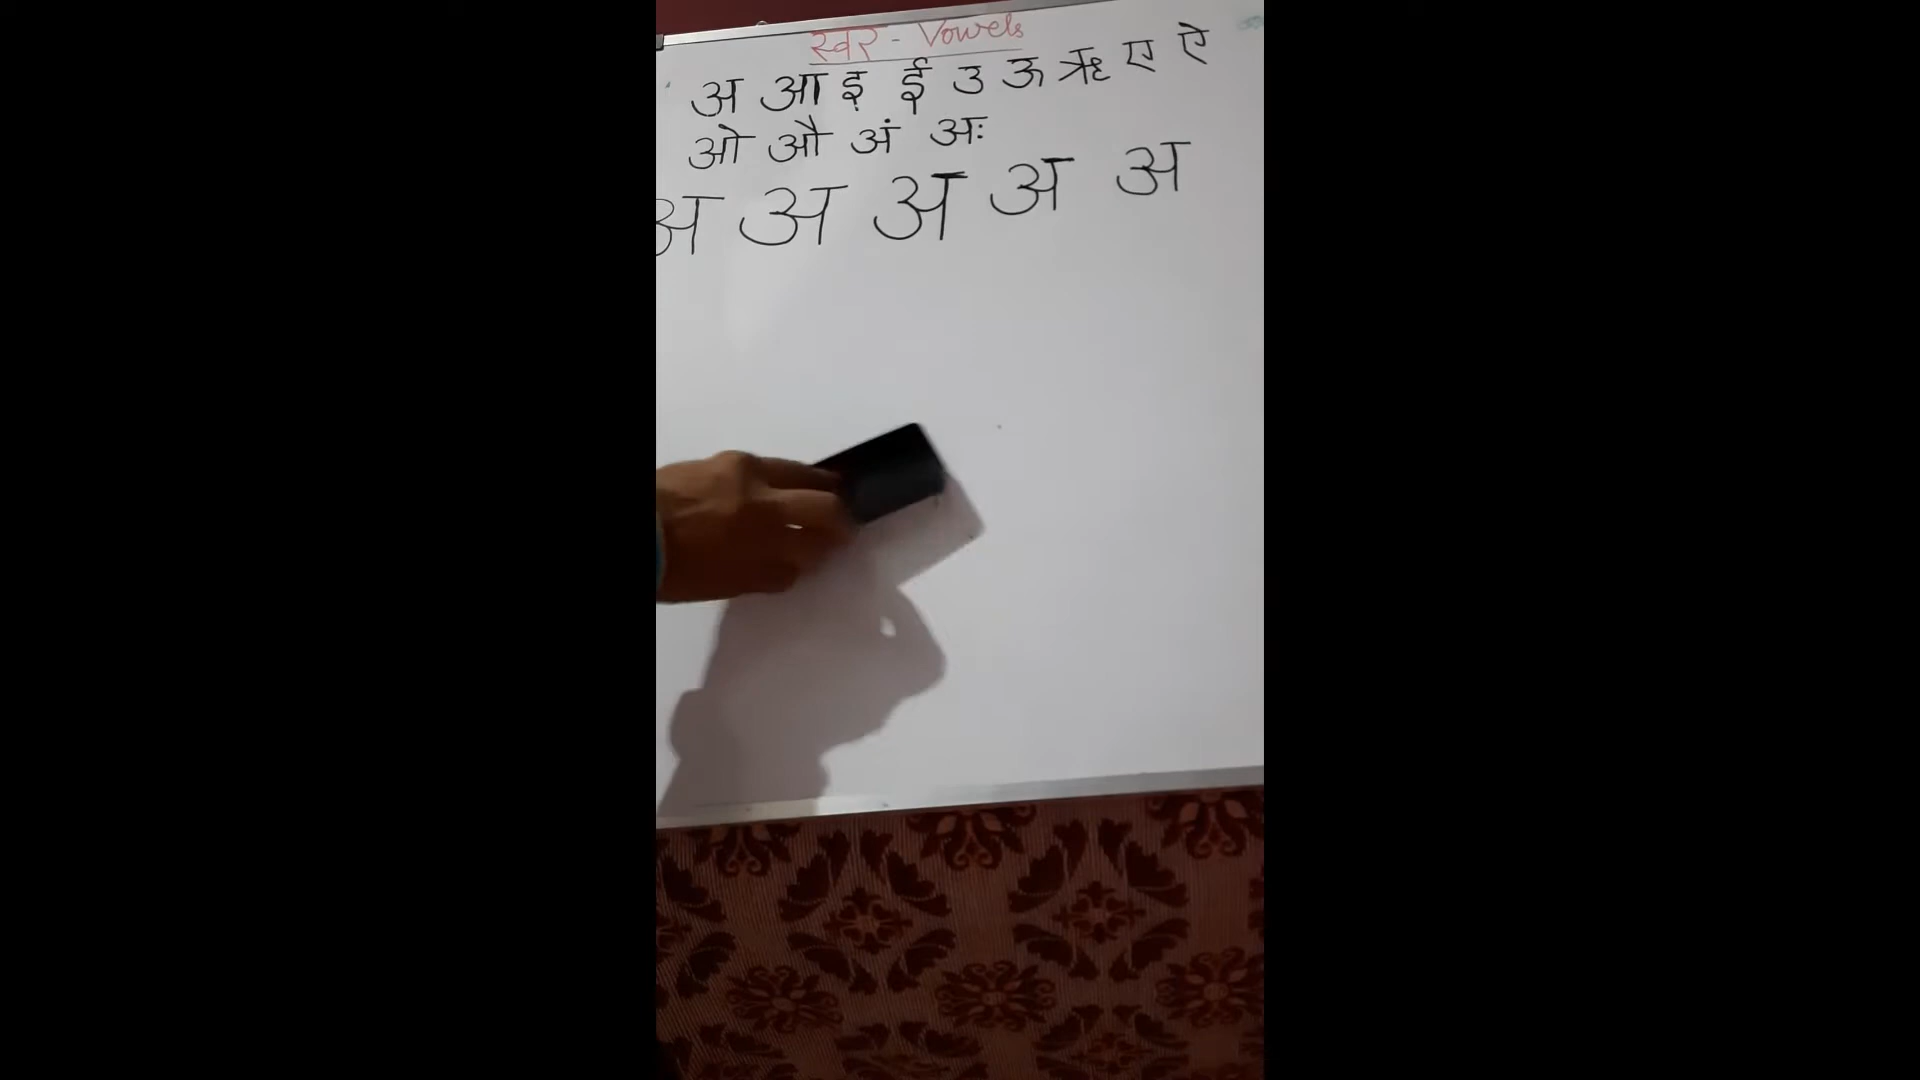 स्वर - Vowels
अ आ इ ई उ ऊ ऋ ए ऐ
ओ औ अं अः
अ अ अ अ अ